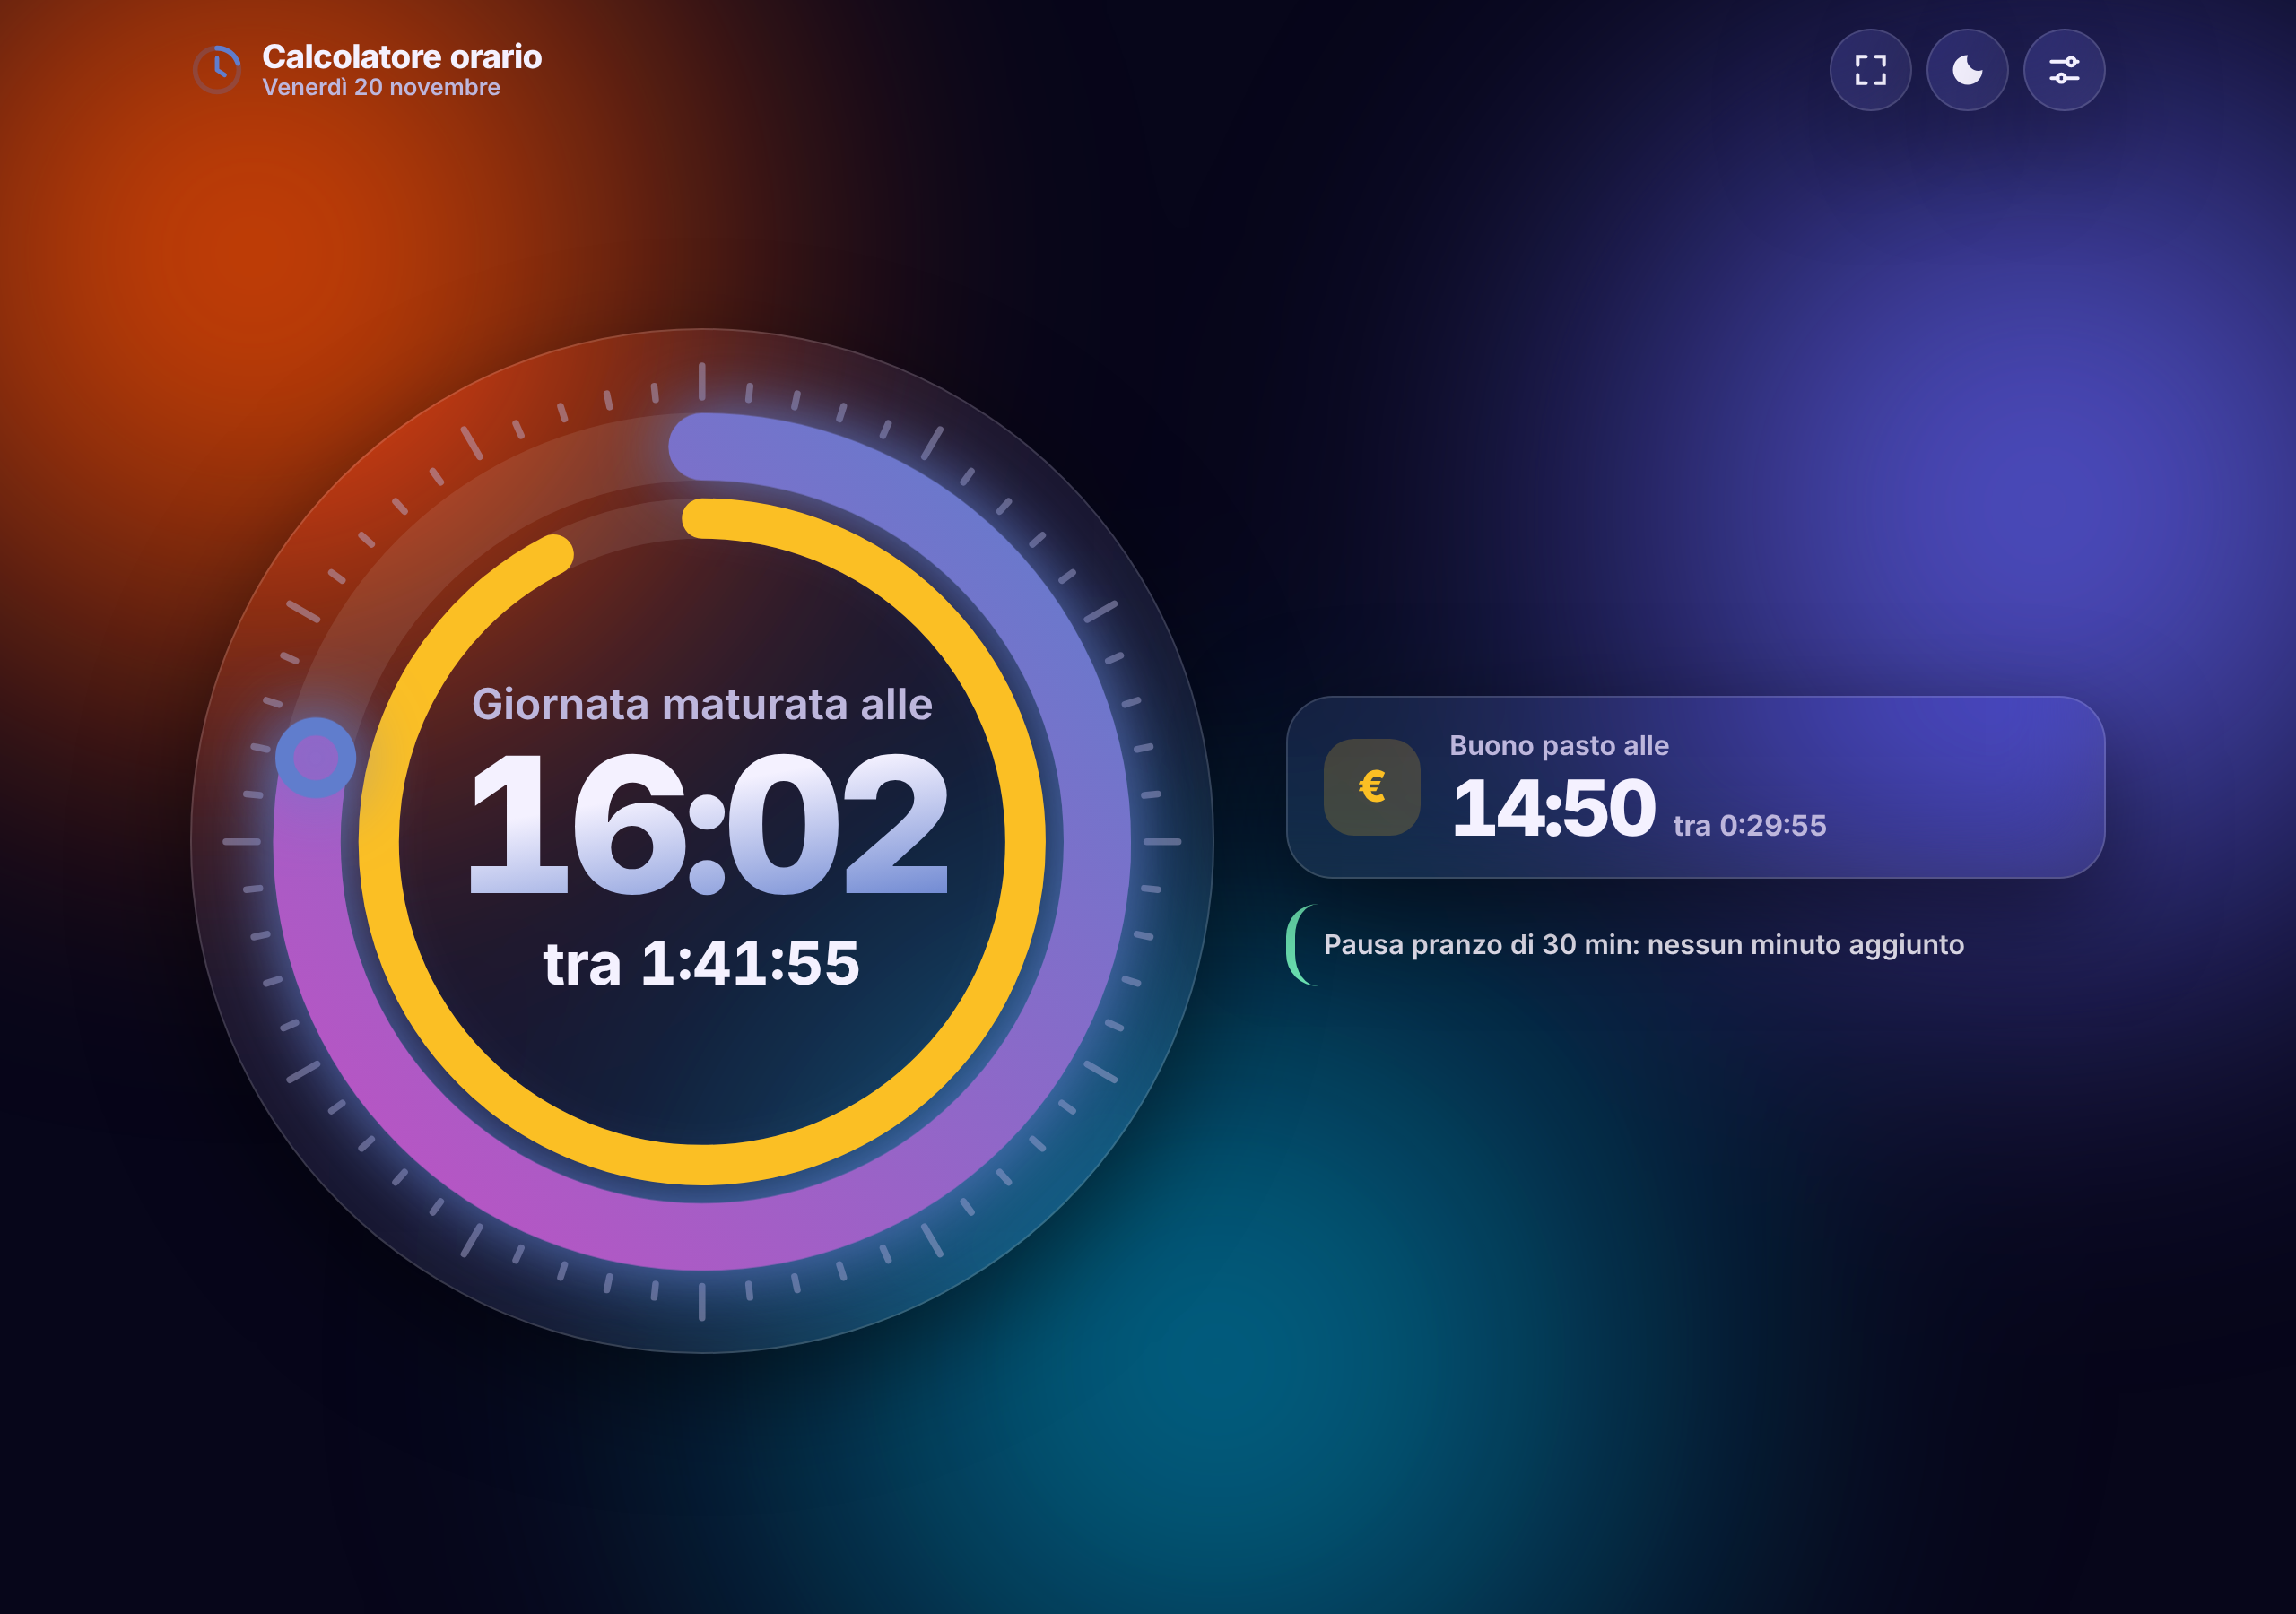 Calcolatore orario
Venerdì 20 novembre
Giornata maturata alle
16:02
tra 1:41:55
€
Buono pasto alle
14:50 tra 0:29:55
Pausa pranzo di 30 min: nessun minuto aggiunto